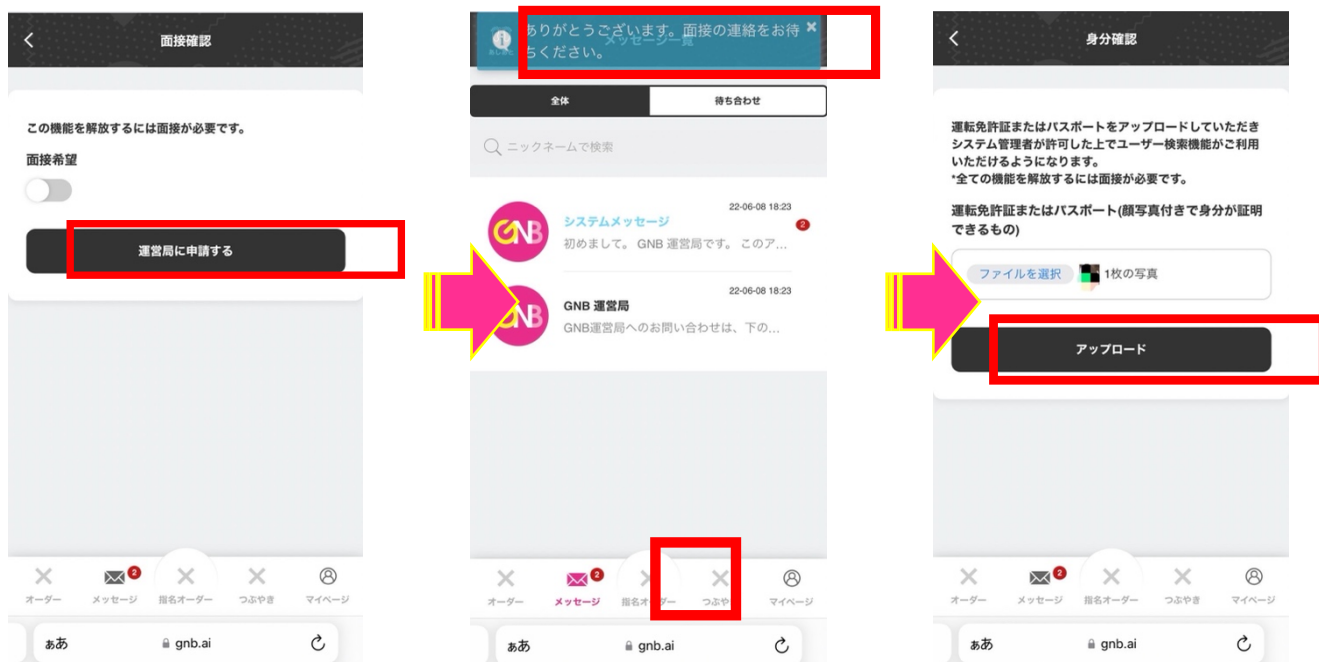 面接確認
この機能を解放するには面接が必要です。
面接希望
運営局に申請する
オーダー
メッセージ
2
指名オーダー
つぶやき
マイページ
ぁあ
gnb.ai
ありがとうございます。面接の連絡をお待
ちください。
メッセージ一覧
全体
待ち合わせ
ニックネームで検索
GNB
システムメッセージ
22-06-08 18:23
2
初めまして。 GNB 運営局です。 このア...
GNB 運営局
22-06-08 18:23
GNB運営局へのお問い合わせは、下の...
オーダー
メッセージ
2
指名オーダー
つぶやき
マイページ
ぁあ
gnb.ai
身分確認
運転免許証またはパスポートをアップロードしていただき
システム管理者が許可した上でユーザー検索機能がご利用
いただけるようになります。
*全ての機能を解放するには面接が必要です。
運転免許証またはパスポート(顔写真付きで身分が証明
できるもの)
ファイルを選択 1枚の写真
アップロード
オーダー
メッセージ
2
指名オーダー
つぶやき
マイページ
ぁあ
gnb.ai